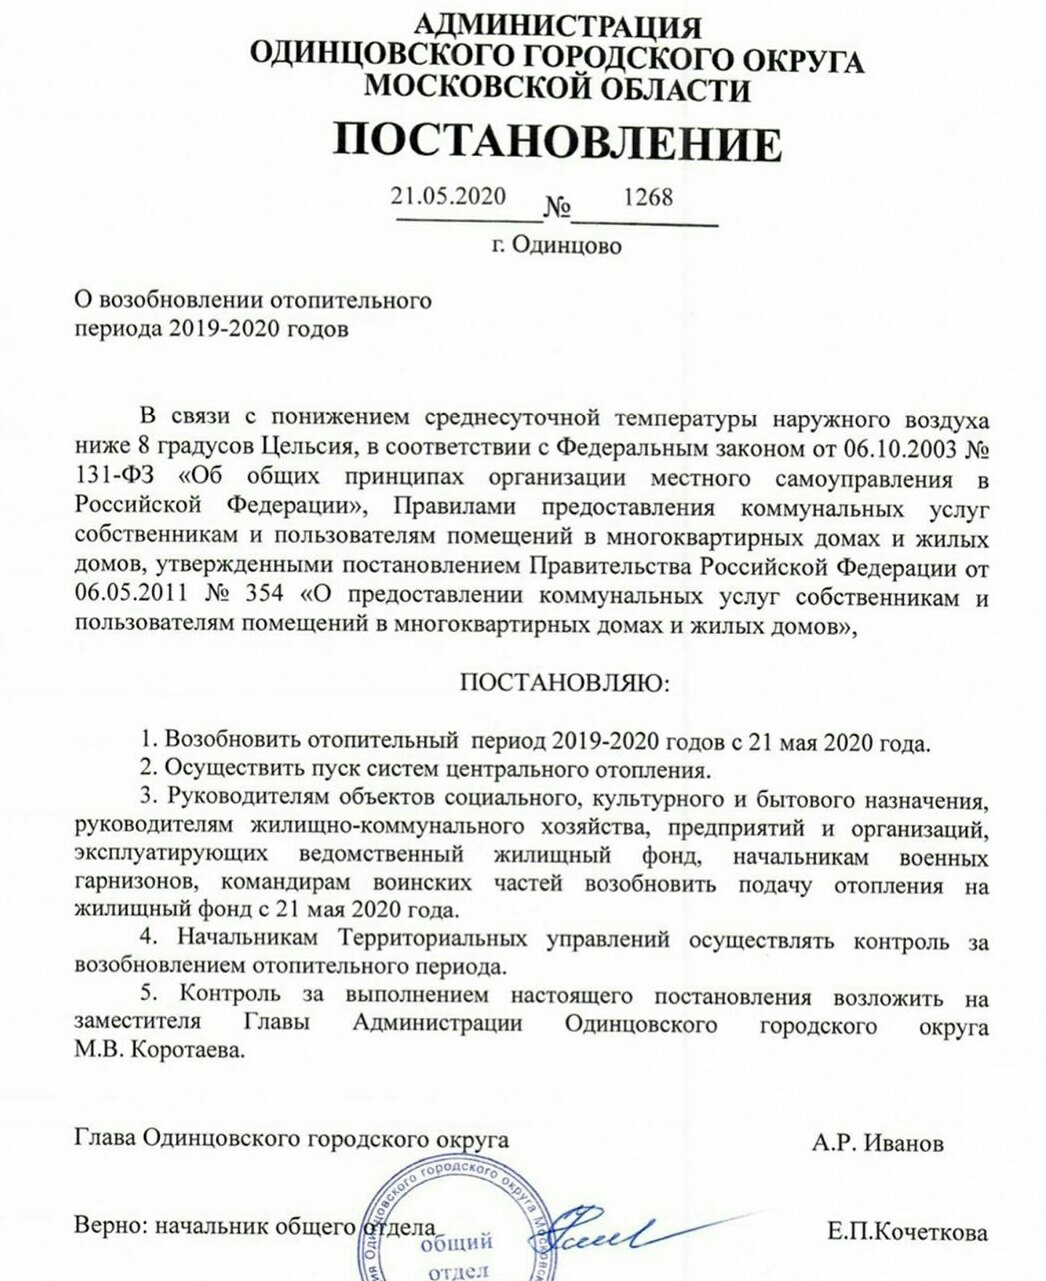 АДМИНИСТРАЦИЯ
ОДИНЦОВСКОГО ГОРОДСКОГО ОКРУГА
МОСКОВСКОЙ ОБЛАСТИ
ПОСТАНОВЛЕНИЕ
21.05.2020 № 1268
г. Одинцово
О возобновлении отопительного
периода 2019-2020 годов
В связи с понижением среднесуточной температуры наружного воздуха
ниже 8 градусов Цельсия, в соответствии с Федеральным законом от 06.10.2003 №
131-ФЗ «Об общих принципах организации местного самоуправления в
Российской Федерации», Правилами предоставления коммунальных услуг
собственникам и пользователям помещений в многоквартирных домах и жилых
домов, утвержденными постановлением Правительства Российской Федерации от
06.05.2011 № 354 «О предоставлении коммунальных услуг собственникам и
пользователям помещений в многоквартирных домах и жилых домов»,
ПОСТАНОВЛЯЮ:
1. Возобновить отопительный период 2019-2020 годов с 21 мая 2020 года.
2. Осуществить пуск систем центрального отопления.
3. Руководителям объектов социального, культурного и бытового назначения,
руководителям жилищно-коммунального хозяйства, предприятий и организаций,
эксплуатирующих ведомственный жилищный фонд, начальникам военных
гарнизонов, командирам воинских частей возобновить подачу отопления на
жилищный фонд с 21 мая 2020 года.
4. Начальникам Территориальных управлений осуществлять контроль за
возобновлением отопительного периода.
5. Контроль за выполнением настоящего постановления возложить на
заместителя Главы Администрации Одинцовского городского округа
М.В. Коротаева.
Глава Одинцовского городского округа А.Р. Иванов
Верно: начальник общего отдела Е.П.Кочеткова
Одинцовского городского округа
общий
отдел